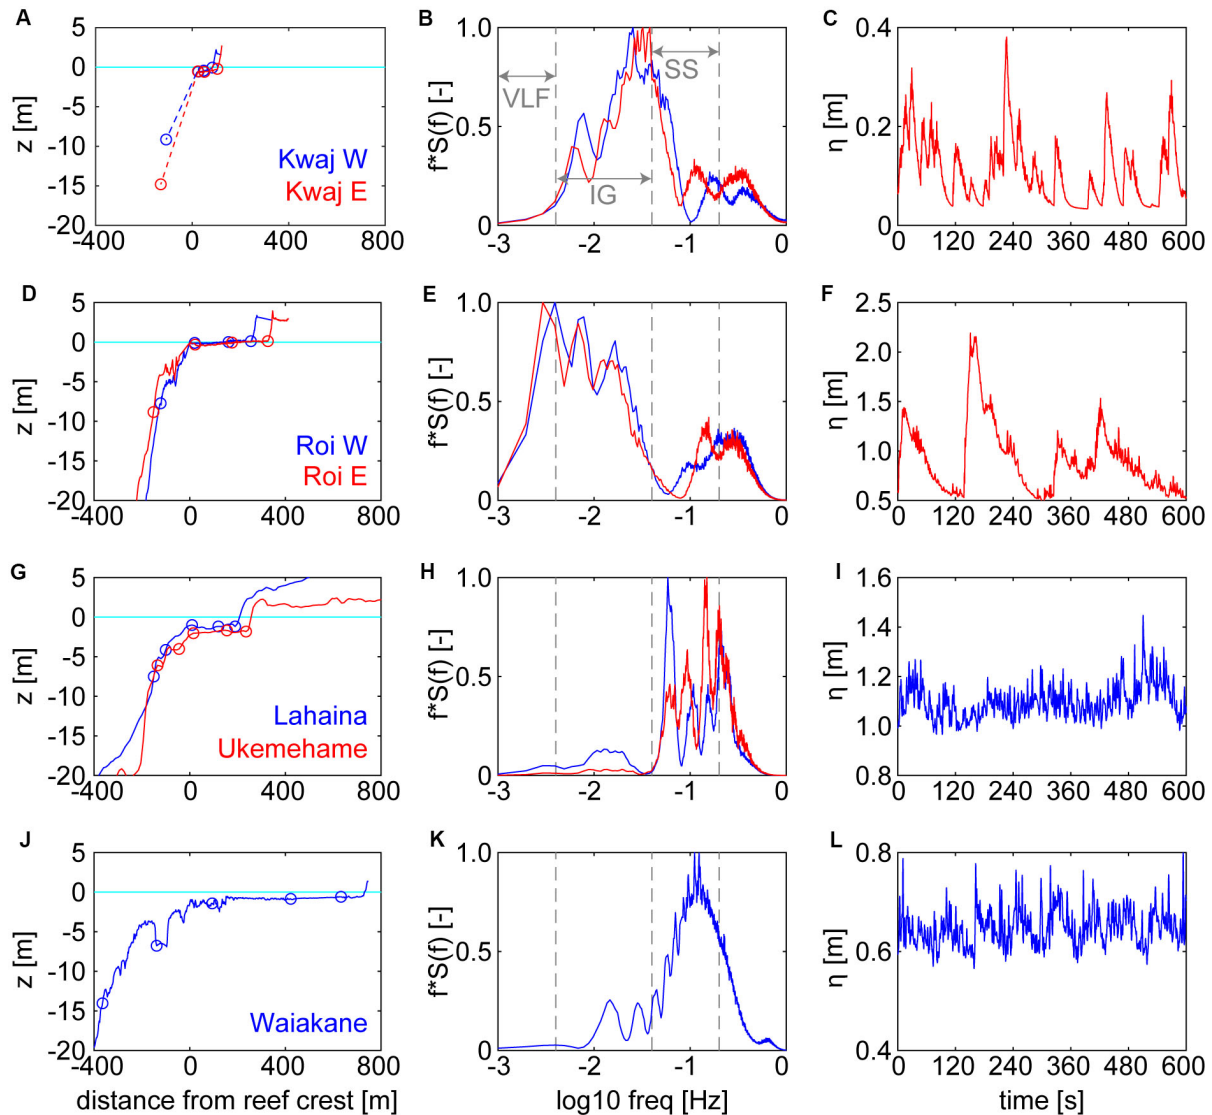 A
z [m]
5
0
-5
-10
-15
-20
-400
0
400
800
Kwaj W
Kwaj E
B
f*S(f) [-]
1.0
0.5
0
-3
-2
-1
0
VLF
IG
SS
C
η [m]
0.4
0.2
0
0
120
240
360
480
600
D
z [m]
5
0
-5
-10
-15
-20
-400
0
400
800
Roi W
Roi E
E
f*S(f) [-]
1.0
0.5
0
-3
-2
-1
0
F
η [m]
2.5
2.0
1.5
1.0
0.5
0
120
240
360
480
600
G
z [m]
5
0
-5
-10
-15
-20
-400
0
400
800
Lahaina
Ukemehame
H
f*S(f) [-]
1.0
0.5
0
-3
-2
-1
0
I
η [m]
1.6
1.4
1.2
1.0
0.8
0
120
240
360
480
600
J
z [m]
5
0
-5
-10
-15
-20
-400
0
400
800
Waiakane
distance from reef crest [m]
K
f*S(f) [-]
1.0
0.5
0
-3
-2
-1
0
log10 freq [Hz]
L
η [m]
0.8
0.6
0.4
0
120
240
360
480
600
time [s]